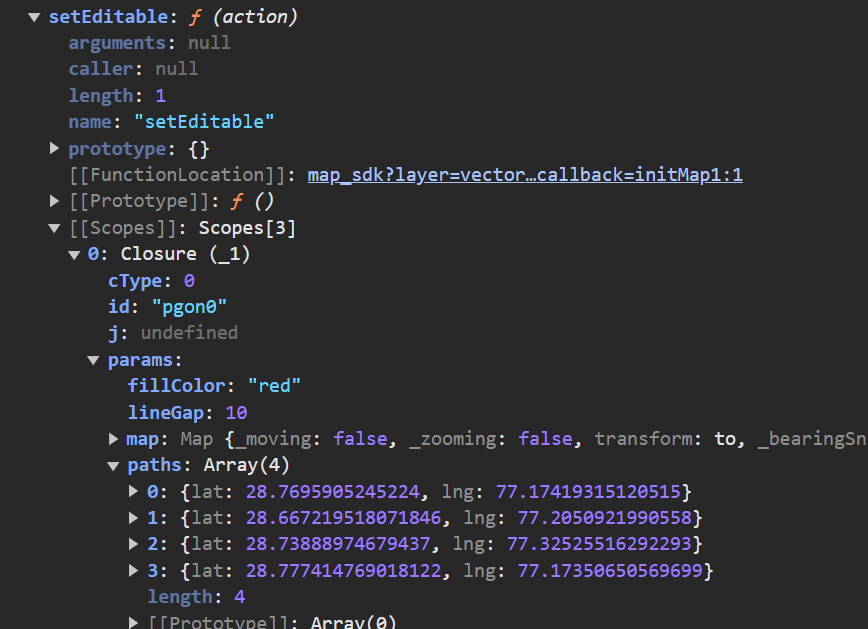 setEditable: ƒ (action)
arguments: null
caller: null
length: 1
name: "setEditable"
prototype: {}
[[FunctionLocation]]: map_sdk?layer=vector…callback=initMap1:1
[[Prototype]]: ƒ ()
[[Scopes]]: Scopes[3]
0: Closure (_1)
cType: 0
id: "pgon0"
j: undefined
params:
fillColor: "red"
lineGap: 10
map: Map {_moving: false, _zooming: false, transform: to, _bearingSn
paths: Array(4)
0: {lat: 28.7695905245224, lng: 77.17419315120515}
1: {lat: 28.667219518071846, lng: 77.2050921990558}
2: {lat: 28.73888974679437, lng: 77.32525516292293}
3: {lat: 28.777414769018122, lng: 77.17350650569699}
length: 4
[[Prototype]]: Array(0)